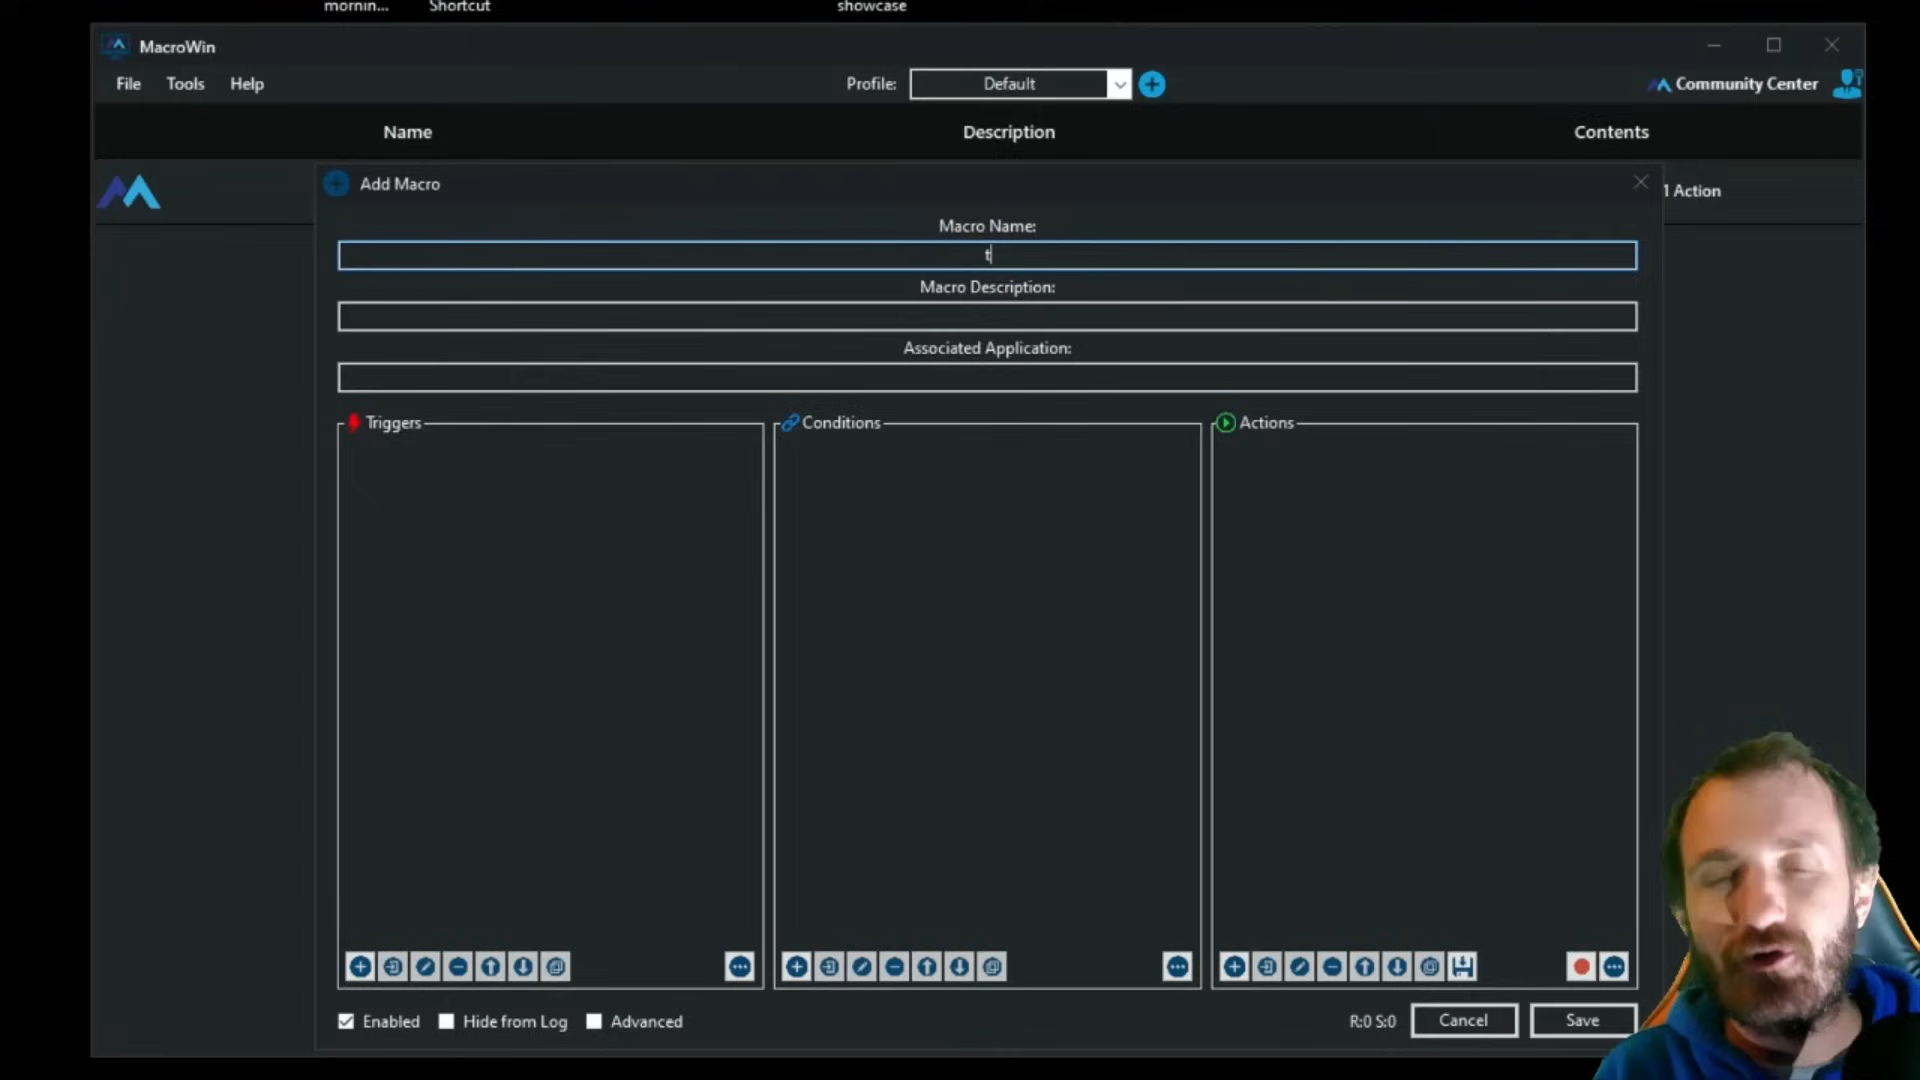 mornin... Shortcut showcase
MacroWin
File Tools Help Profile: Default Community Center
Name Description Contents
Add Macro
1 Action
Macro Name:
t
Macro Description:
Associated Application:
Triggers Conditions Actions
Enabled Hide from Log Advanced R:0 S:0 Cancel Save